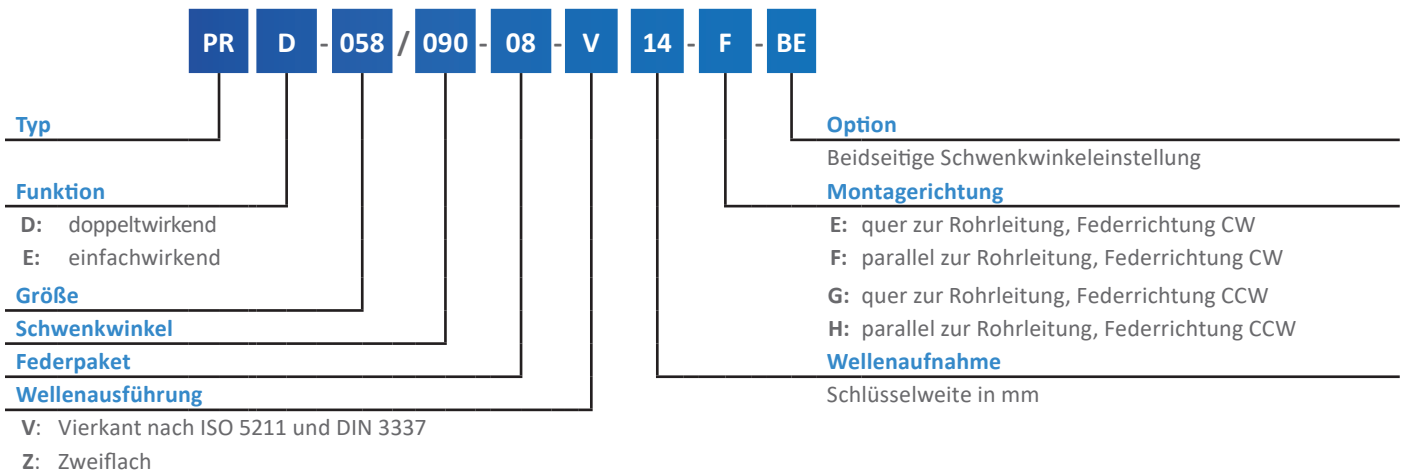 PR D - 058 / 090 - 08 - V 14 - F - BE
Typ
Funktion
D: doppeltwirkend
E: einfachwirkend
Größe
Schwenkwinkel
Federpaket
Wellenausführung
V: Vierkant nach ISO 5211 und DIN 3337
Z: Zweiflach
Option
Beidseitige Schwenkwinkeleinstellung
Montagerichtung
E: quer zur Rohrleitung, Federrichtung CW
F: parallel zur Rohrleitung, Federrichtung CW
G: quer zur Rohrleitung, Federrichtung CCW
H: parallel zur Rohrleitung, Federrichtung CCW
Wellenaufnahme
Schlüsselweite in mm